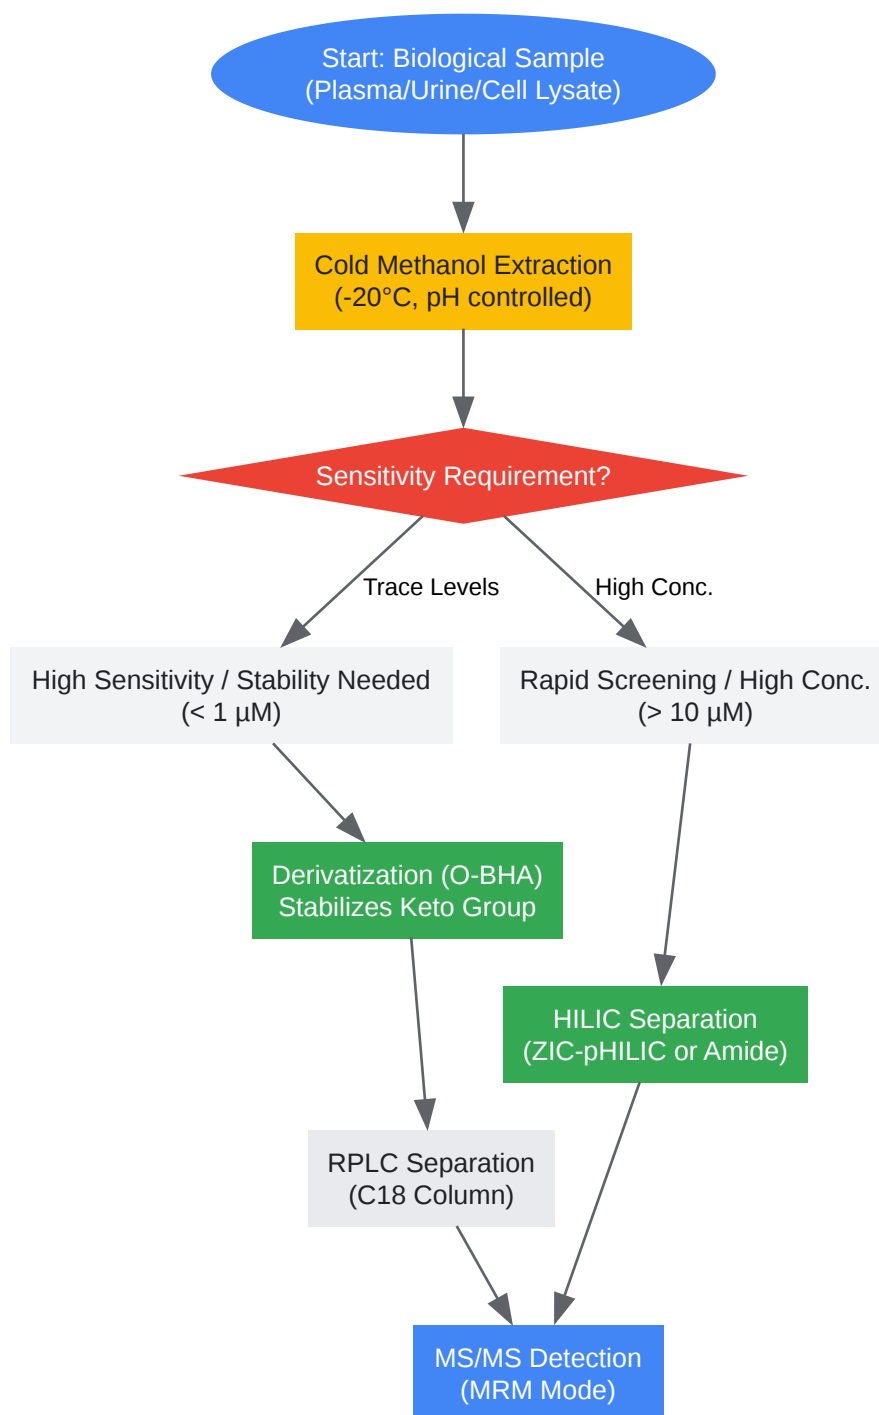 Start: Biological Sample
(Plasma/Urine/Cell Lysate)
Cold Methanol Extraction
(-20°C, pH controlled)
Sensitivity Requirement?
Trace Levels
High Conc.
High Sensitivity / Stability Needed
(< 1 µM)
Rapid Screening / High Conc.
(> 10 µM)
Derivatization (O-BHA)
Stabilizes Keto Group
HILIC Separation
(ZIC-pHILIC or Amide)
RPLC Separation
(C18 Column)
MS/MS Detection
(MRM Mode)